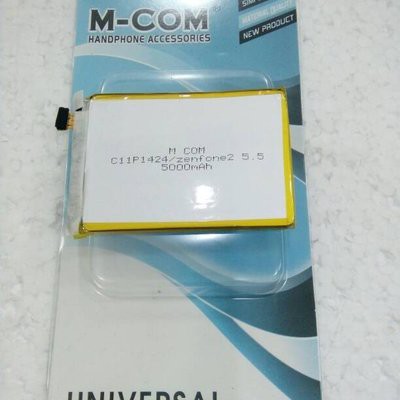 M-COM®
HANDPHONE ACCESSORIES
NEW PRODUCT
M COM
C11P1424/zenfone2 5.5
5000mAh
UNIVERSAL